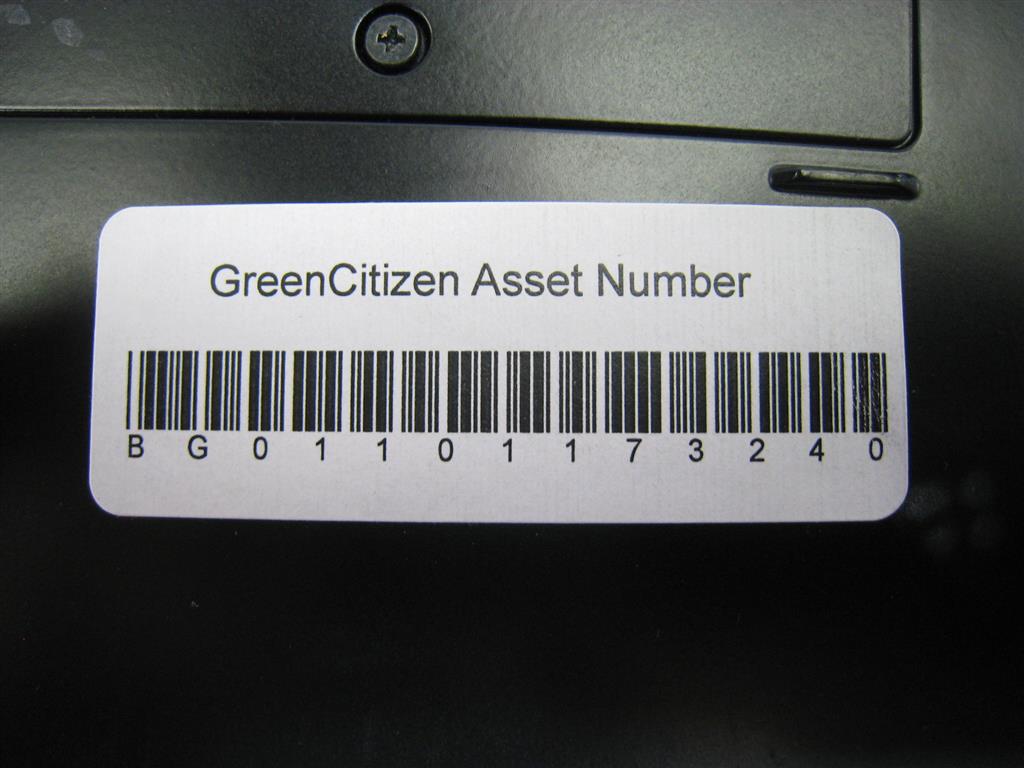 GreenCitizen Asset Number
B G 0 1 1 0 1 1 7 3 2 4 0